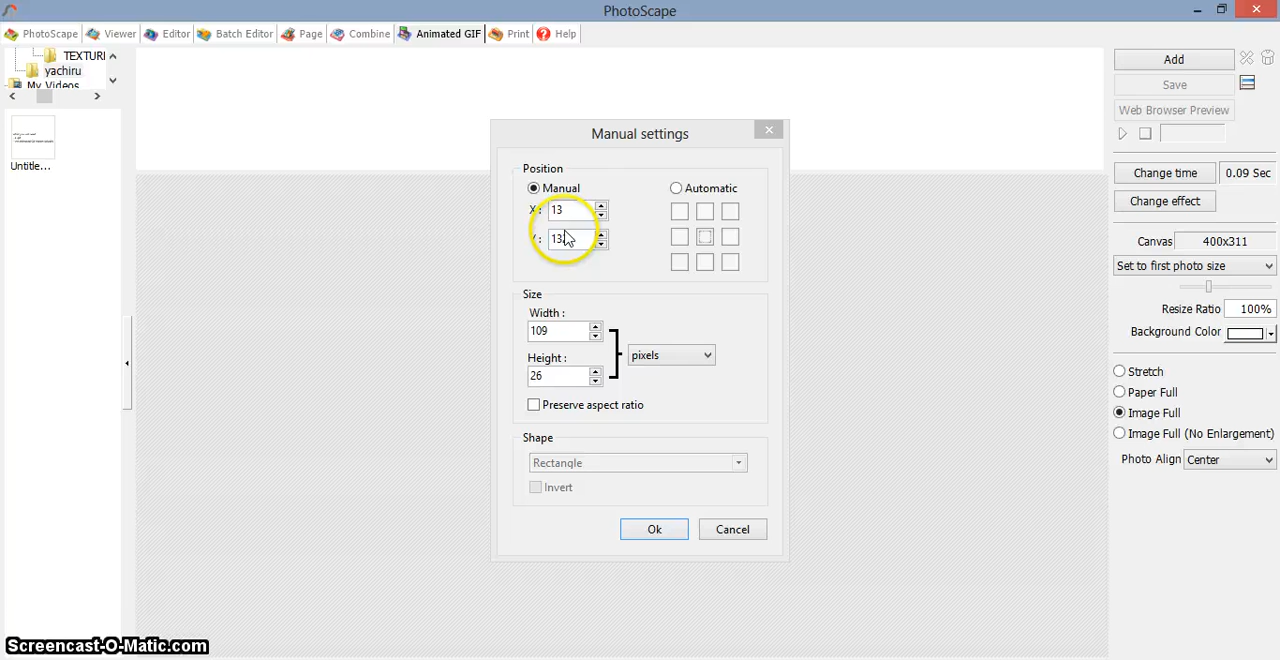 PhotoScape
PhotoScape Viewer Editor Batch Editor Page Combine Animated GIF Print Help
TEXTURI
yachiru
My Videos
Untitle...
Manual settings
Position
Manual
X: 13
Automatic
Size
Width :
109
Height :
26
pixels
Preserve aspect ratio
Shape
Rectangle
Invert
Ok Cancel
Add
Save
Web Browser Preview
Change time 0.09 Sec
Change effect
Canvas 400x311
Set to first photo size
Resize Ratio 100%
Background Color
Stretch
Paper Full
Image Full
Image Full (No Enlargement)
Photo Align Center
Screencast-O-Matic.com